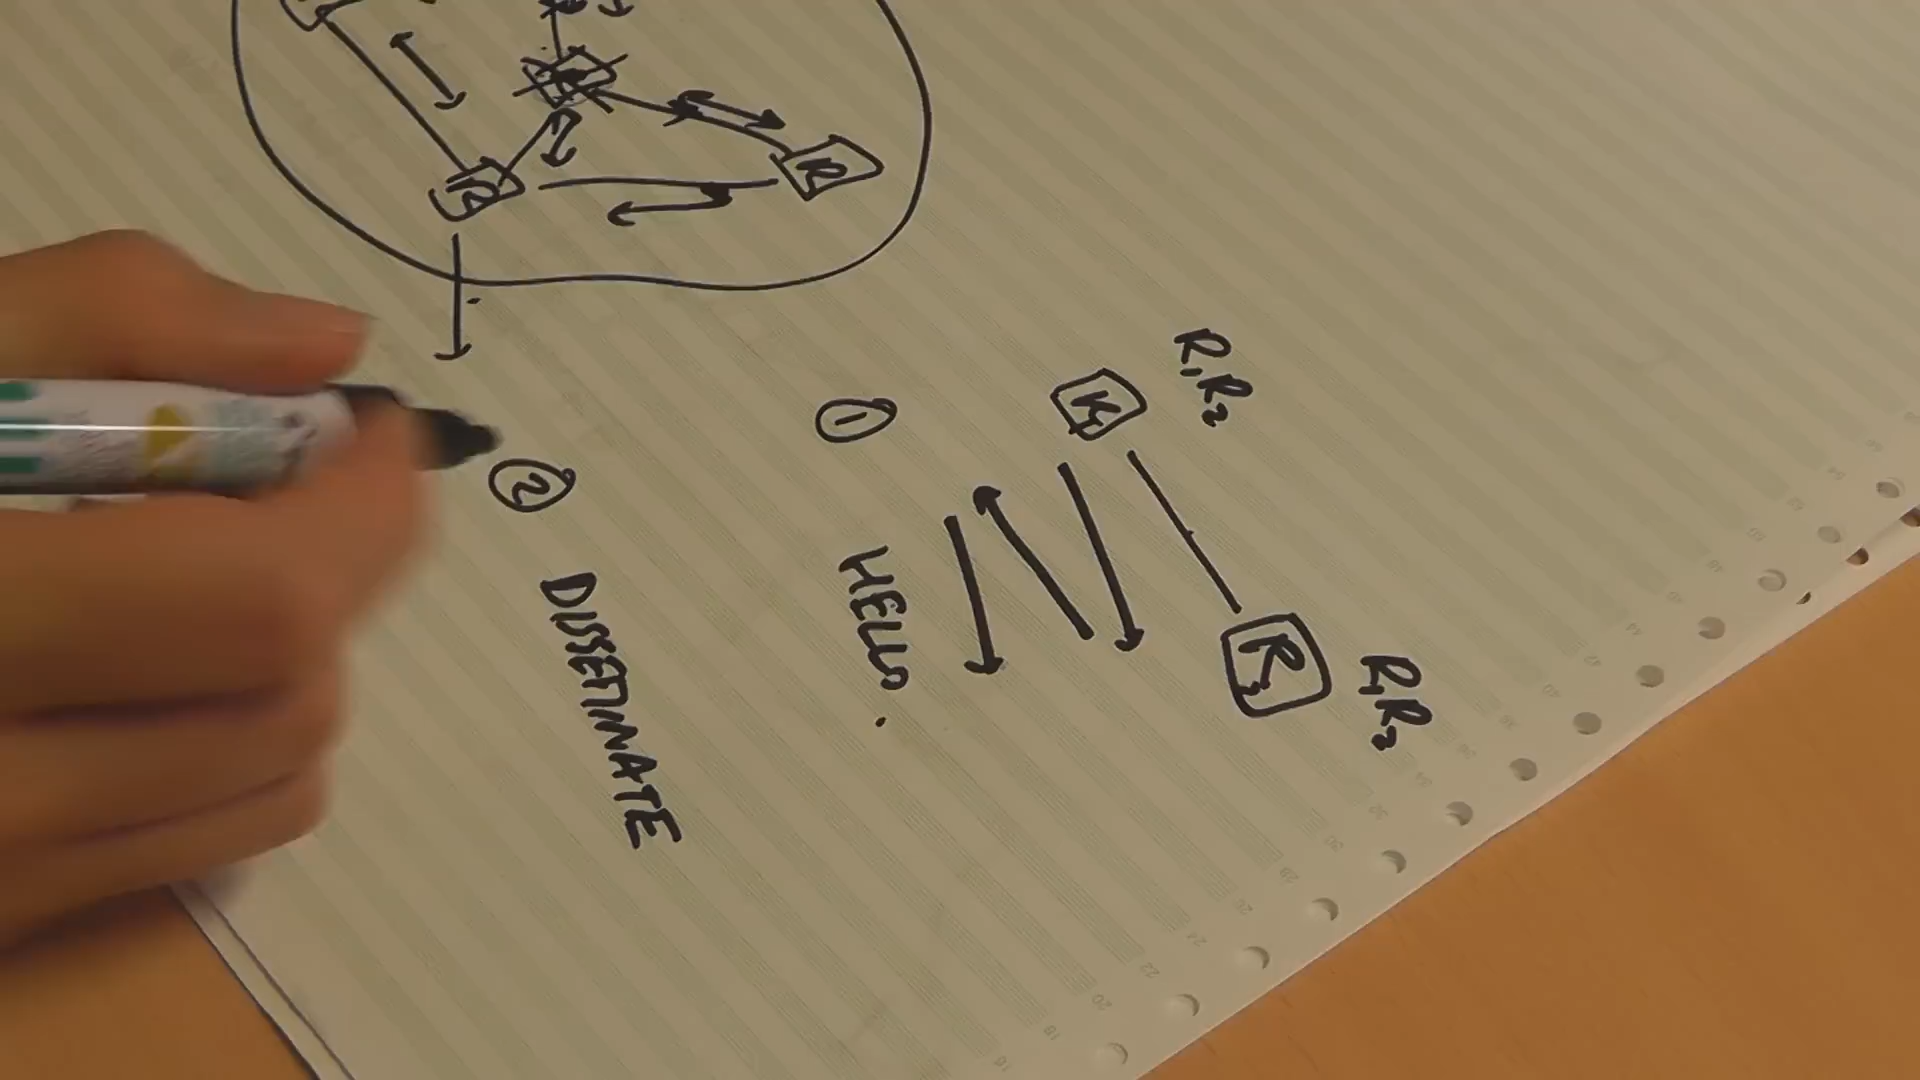 R
R
① HELLO.
R1
R2
R1R2
R1R2
② DISSEMINATE